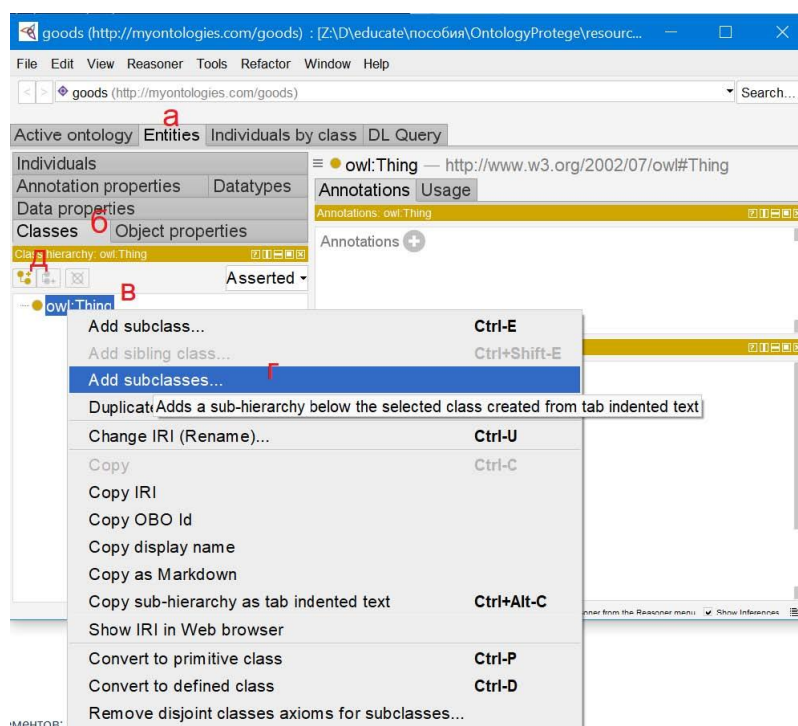 goods (http://myontologies.com/goods) : [Z:\D\educate\пособия\OntologyProtege\resourc...
File Edit View Reasoner Tools Refactor Window Help
goods (http://myontologies.com/goods) Search...
а
Active ontology Entities Individuals by class DL Query
Individuals
Annotation properties Datatypes
Data properties
Classes б Object properties
≡ owl:Thing — http://www.w3.org/2002/07/owl#Thing
Annotations Usage
Annotations: owl:Thing
Annotations
Class hierarchy: owl:Thing
д
Asserted
в
owl:Thing
Add subclass... Ctrl-E
Add sibling class... Ctrl+Shift-E
Add subclasses... г
Duplicate
Adds a sub-hierarchy below the selected class created from tab indented text
Change IRI (Rename)... Ctrl-U
Copy Ctrl-C
Copy IRI
Copy OBO Id
Copy display name
Copy as Markdown
Copy sub-hierarchy as tab indented text Ctrl+Alt-C
Show IRI in Web browser
Convert to primitive class Ctrl-P
Convert to defined class Ctrl-D
Remove disjoint classes axioms for subclasses...
from the Reasoner menu Show Inferences